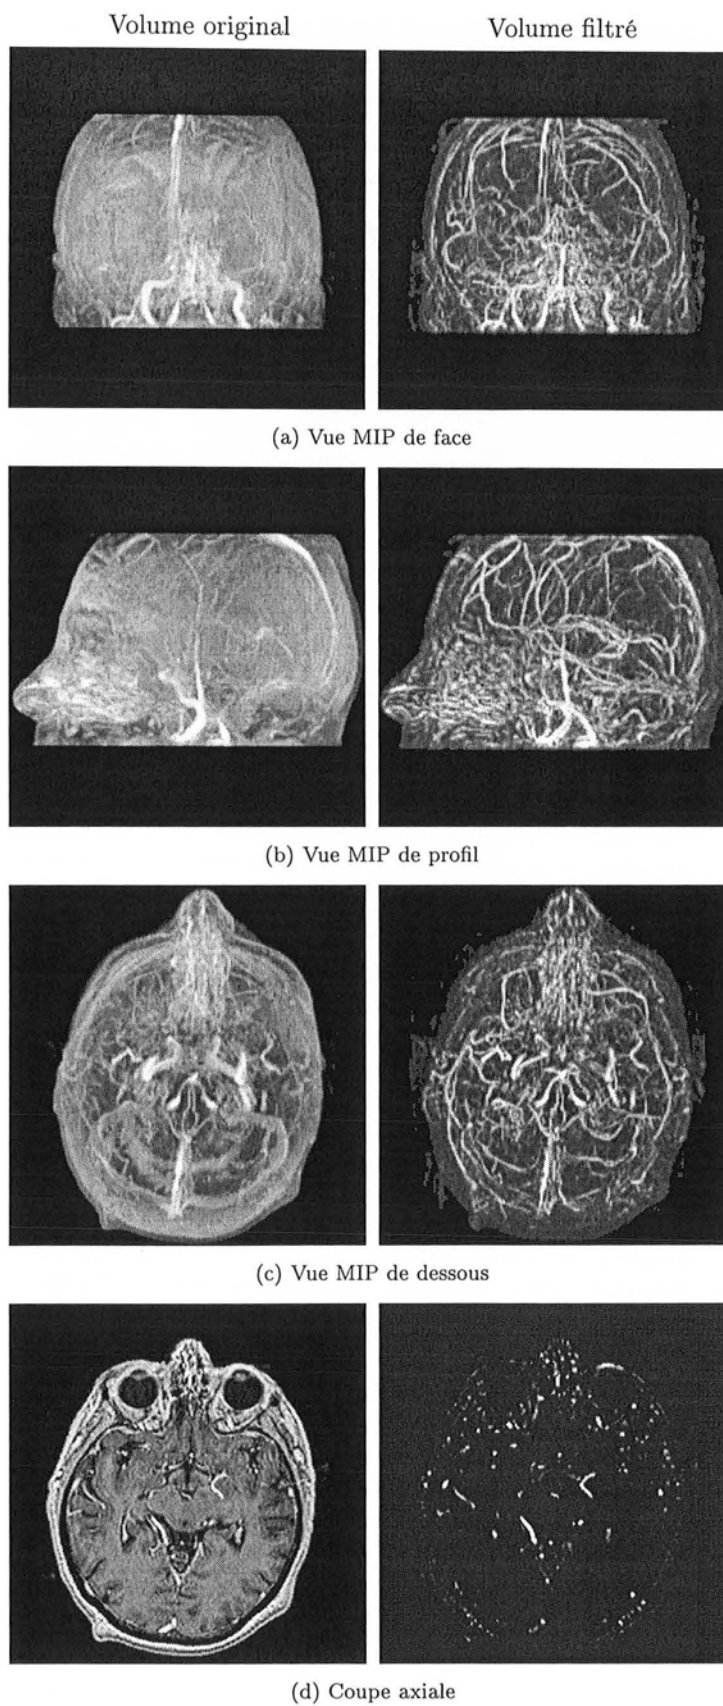 Volume original
Volume filtré
(a) Vue MIP de face
(b) Vue MIP de profil
(c) Vue MIP de dessous
(d) Coupe axiale